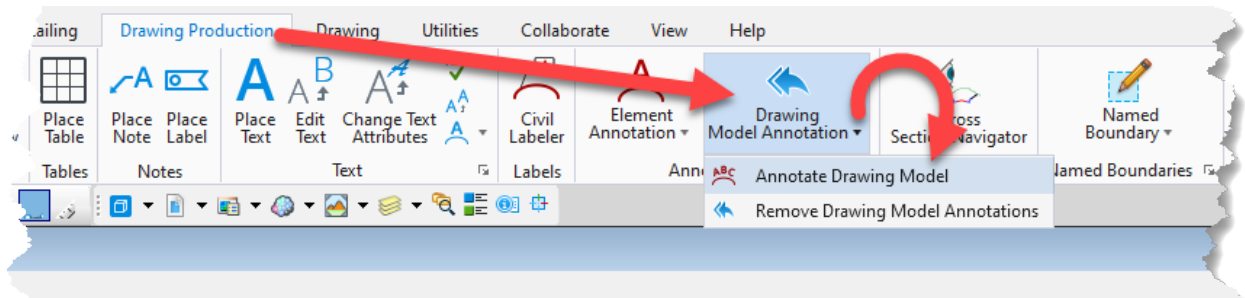 ailing Drawing Production Drawing Utilities Collaborate View Help
Place Table
Place Note
Place Label
Place Text
Edit Text
Change Text Attributes
Civil Labeler
Element Annotation
Drawing Model Annotation
Cross Section Navigator
Named Boundary
Tables Notes Text Labels Ann Named Boundaries
ABC Annotate Drawing Model
Remove Drawing Model Annotations